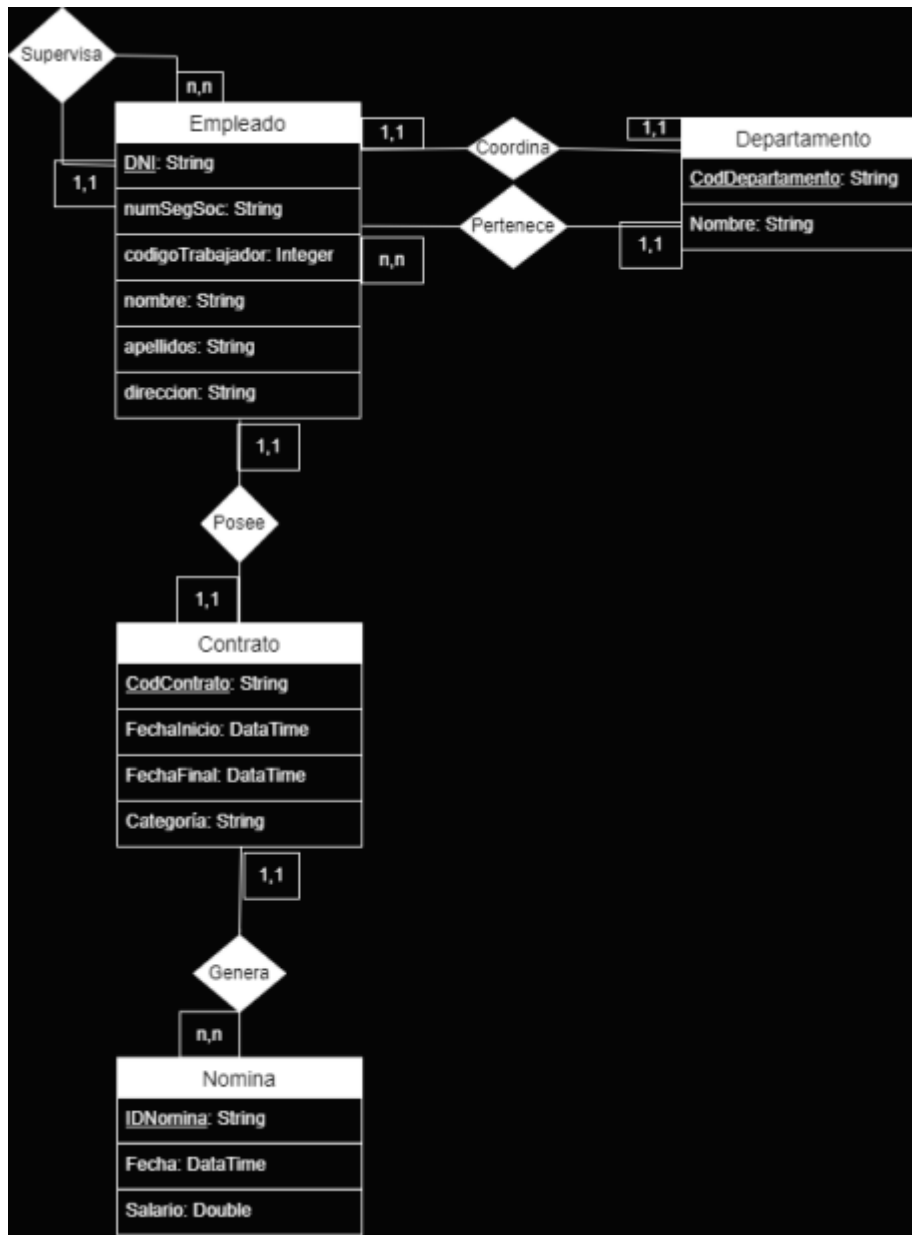 Supervisa
n,n
Empleado
1,1
Coordina
1,1
Departamento
DNI: String
1,1
CodDepartamento: String
numSegSoc: String
Pertenece
Nombre: String
codigoTrabajador: Integer
n,n
1,1
nombre: String
apellidos: String
direccion: String
1,1
Posee
1,1
Contrato
CodContrato: String
FechaInicio: DataTime
FechaFinal: DataTime
Categoría: String
1,1
Genera
n,n
Nomina
IDNomina: String
Fecha: DataTime
Salario: Double